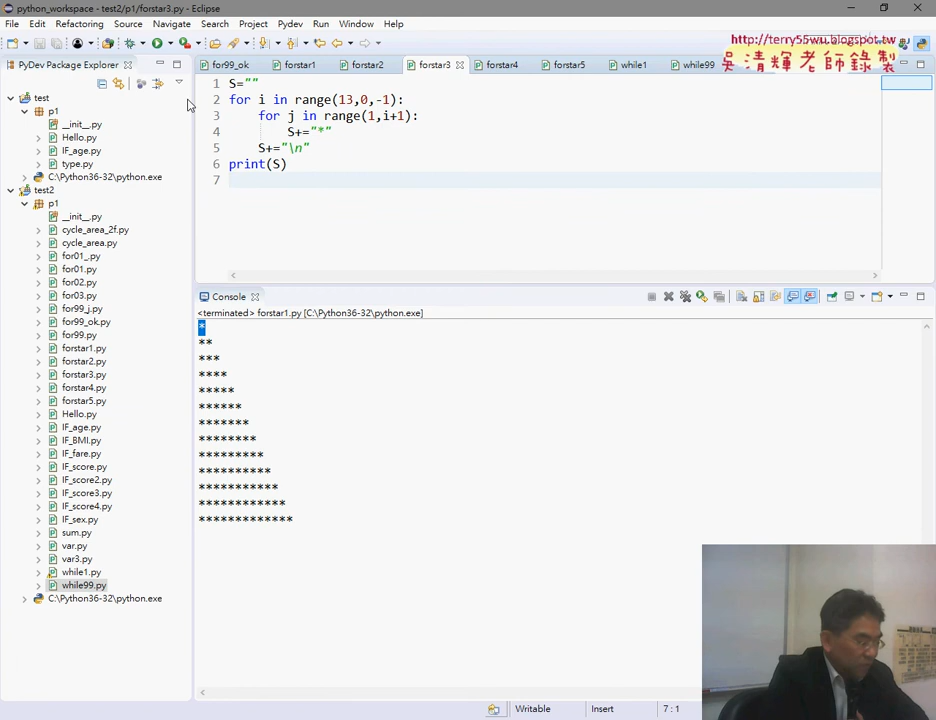 python_workspace - test2/p1/forstar3.py - Eclipse
File Edit Refactoring Source Navigate Search Project Pydev Run Window Help
http://terry55wu.blogspot.tw
吳清輝老師錄製
PyDev Package Explorer
for99_ok forstar1 forstar2 forstar3 forstar4 forstar5 while1 while99
test
p1
__init__.py
Hello.py
IF_age.py
type.py
C:\Python36-32\python.exe
test2
p1
__init__.py
cycle_area_2f.py
cycle_area.py
for01_.py
for01.py
for02.py
for03.py
for99_j.py
for99_ok.py
for99.py
forstar1.py
forstar2.py
forstar3.py
forstar4.py
forstar5.py
Hello.py
IF_age.py
IF_BMI.py
IF_fare.py
IF_score.py
IF_score2.py
IF_score3.py
IF_score4.py
IF_sex.py
sum.py
var.py
var3.py
while1.py
while99.py
C:\Python36-32\python.exe
1 S=""
2 for i in range(13,0,-1):
3 for j in range(1,i+1):
4 S+="*"
5 S+="\n"
6 print(S)
7
Console
<terminated> forstar1.py [C:\Python36-32\python.exe]
*
**
***
****
*****
******
*******
********
*********
**********
***********
************
*************
Writable Insert 7 : 1